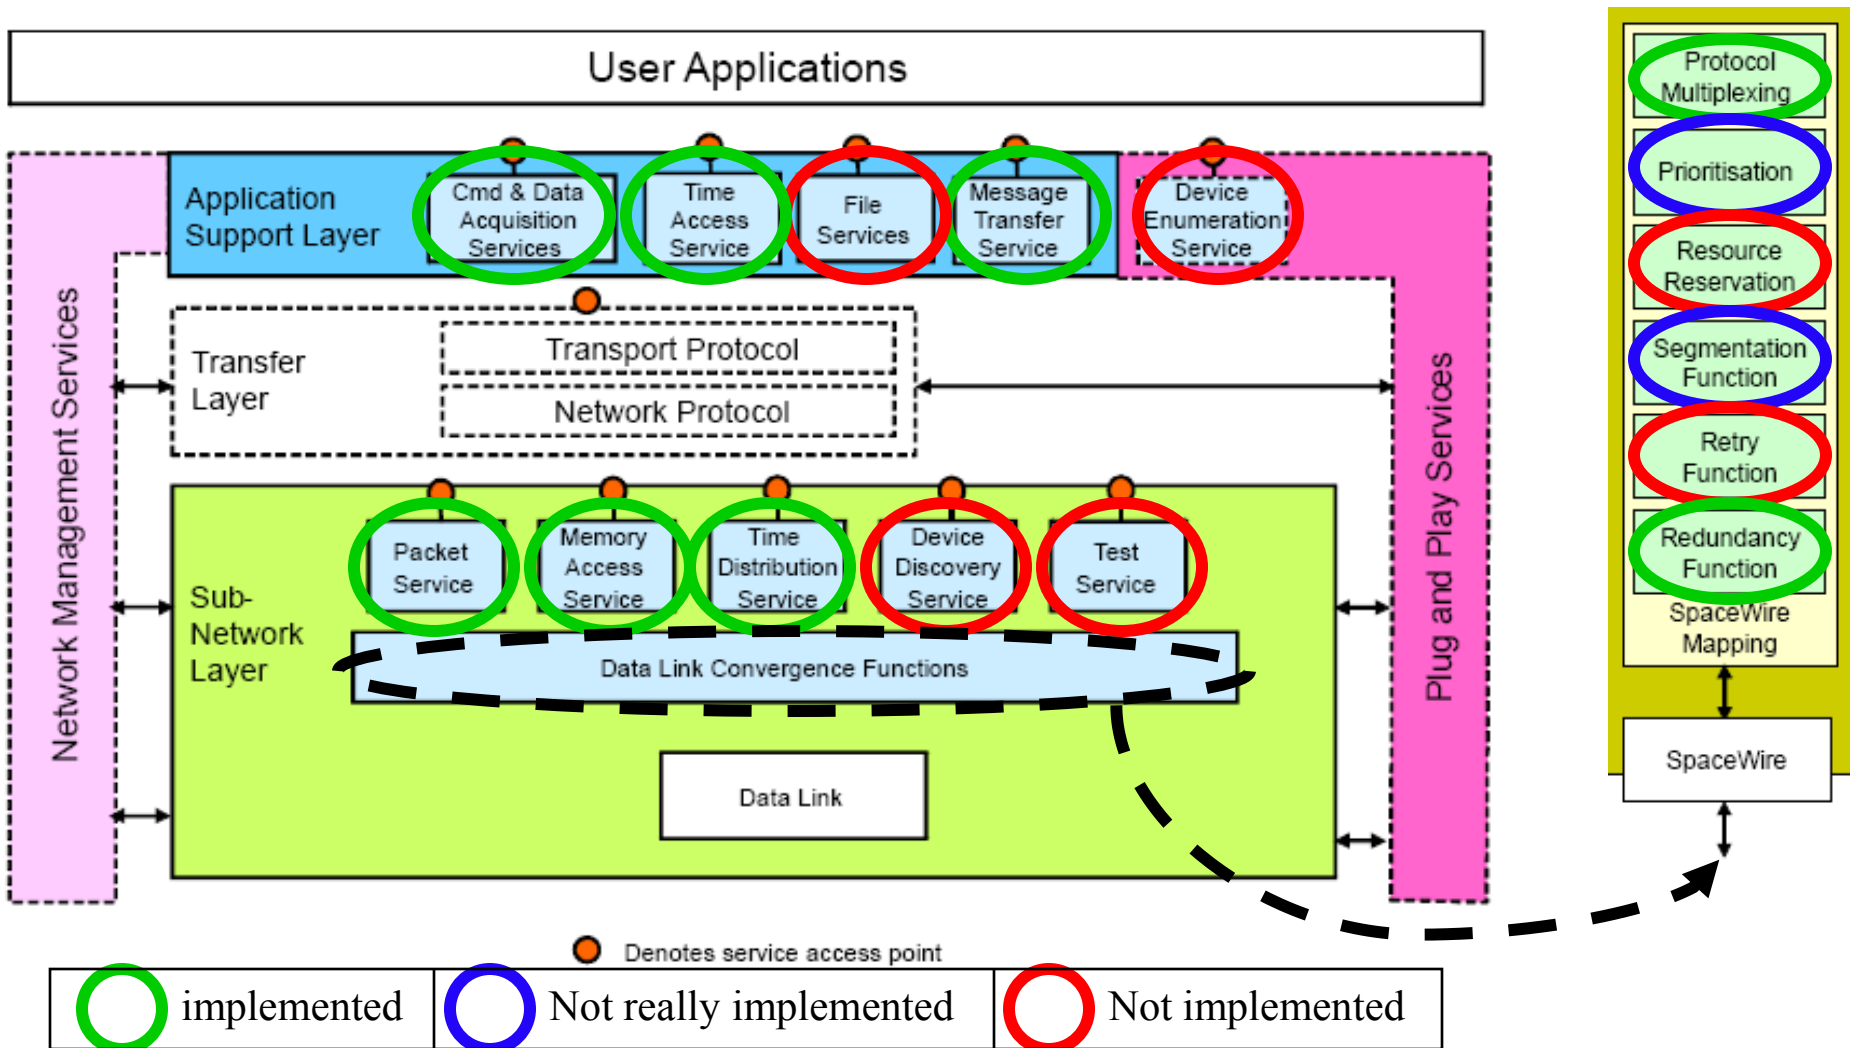 User Applications
Application
Support Layer
Cmd & Data
Acquisition
Services
Time
Access
Service
File
Services
Message
Transfer
Service
Device
Enumeration
Service
Network Management Services
Transfer
Layer
Transport Protocol
Network Protocol
Plug and Play Services
Sub-
Network
Layer
Packet
Service
Memory
Access
Service
Time
Distribution
Service
Device
Discovery
Service
Test
Service
Data Link Convergence Functions
Data Link
Denotes service access point
implemented
Not really implemented
Not implemented
Protocol
Multiplexing
Prioritisation
Resource
Reservation
Segmentation
Function
Retry
Function
Redundancy
Function
SpaceWire
Mapping
SpaceWire